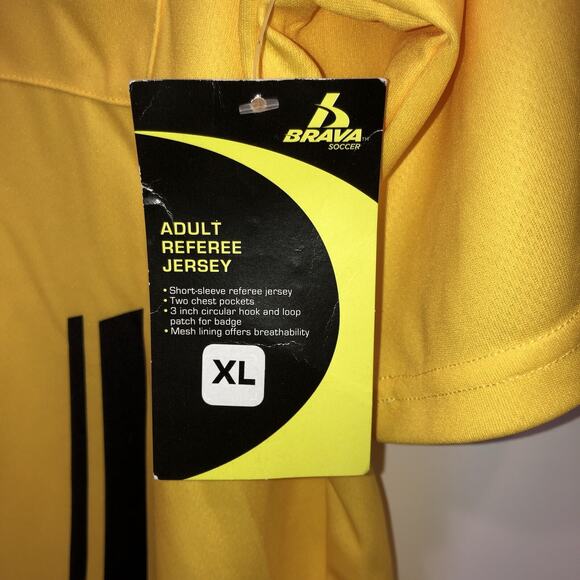 BRAVA™
SOCCER
ADULT
REFEREE
JERSEY
• Short-sleeve referee jersey
• Two chest pockets
• 3 inch circular hook and loop
patch for badge
• Mesh lining offers breathability
XL